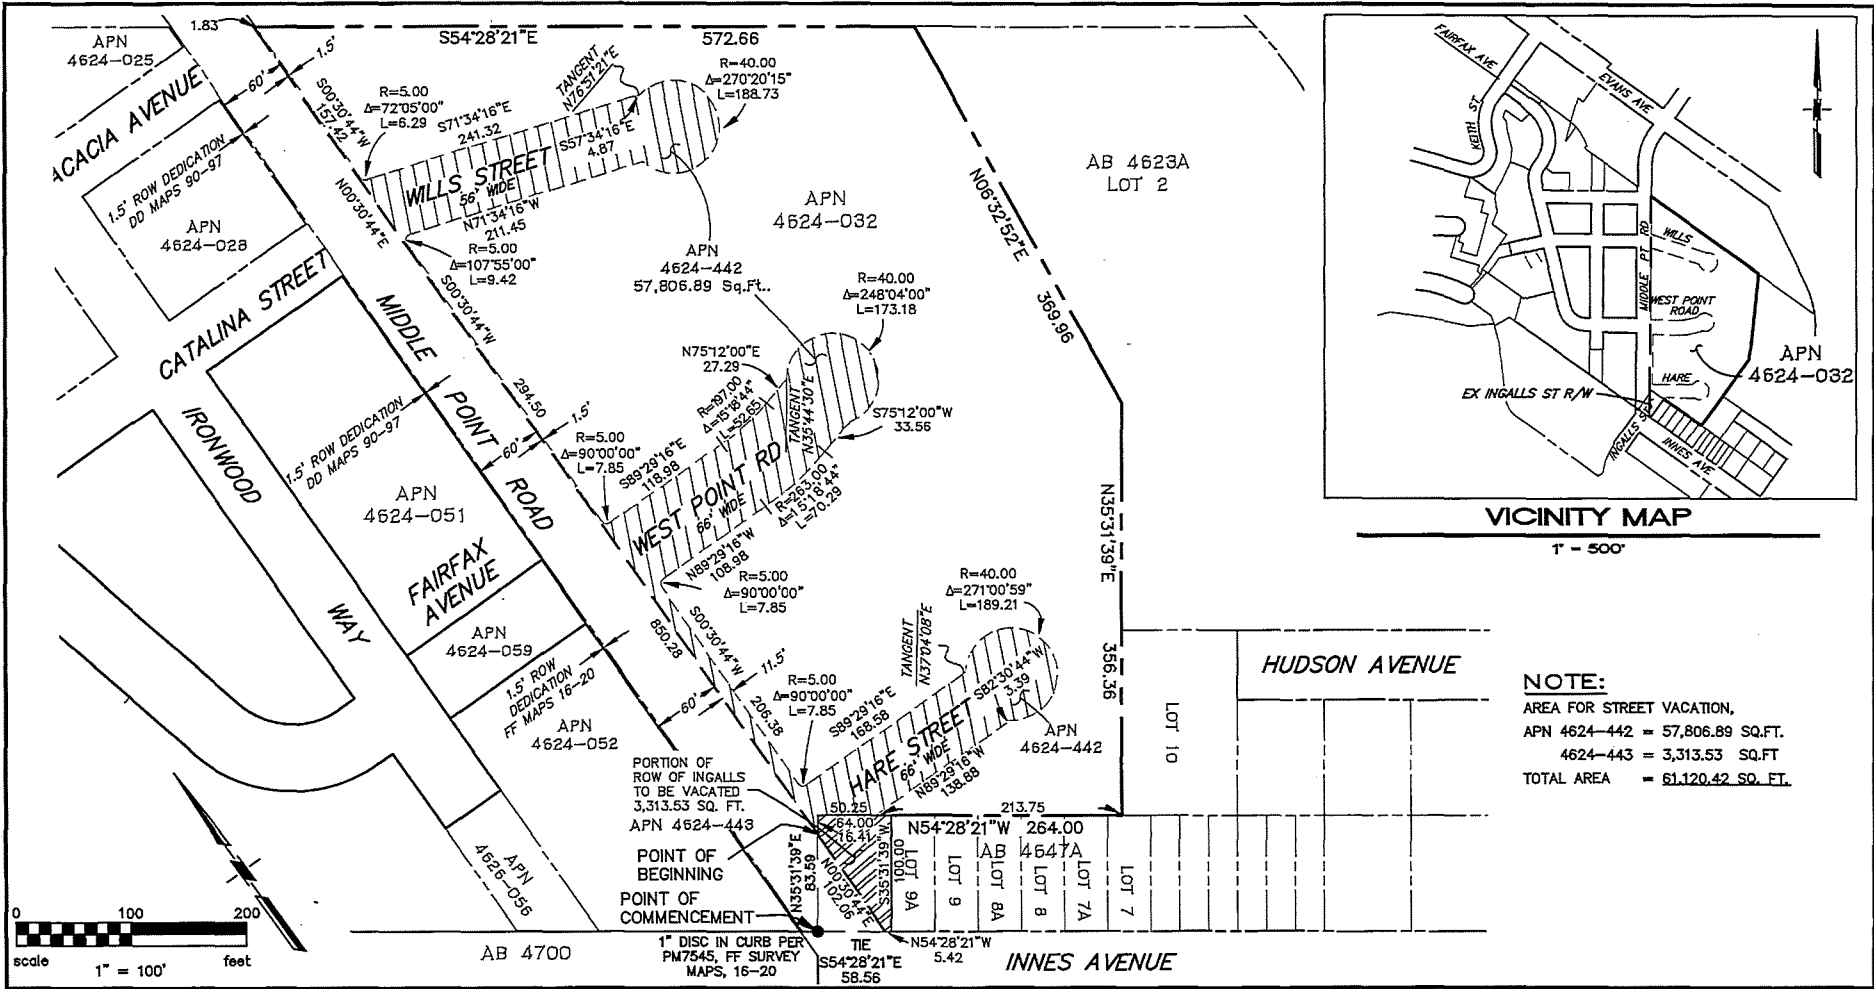 1.83
S54°28'21"E
572.66
APN
4624-025
60'
1.5'
ACACIA AVENUE
S00°30'44"W
157.42
R=5.00
Δ=72°05'00"
L=6.29
S71°34'16"E
241.32
TANGENT
N76°51'21"E
R=40.00
Δ=270°20'15"
L=188.73
S57°34'16"E
4.87
WILLS STREET
56' WIDE
N71°34'16"W
211.45
R=5.00
Δ=107°55'00"
L=9.42
N00°30'44"E
1.5' ROW DEDICATION
DD MAPS 90-97
APN
4624-028
APN
4624-442
57,806.89 Sq.Ft..
APN
4624-032
AB 4623A
LOT 2
N06°32'52"E
369.96
CATALINA STREET
MIDDLE POINT ROAD
S00°30'44"W
294.50
1.5'
60'
R=40.00
Δ=248°04'00"
L=173.18
N75°12'00"E
27.29
R=197.00
Δ=15°18'44"
L=52.65
TANGENT
N35°44'30"E
S75°12'00"W
33.56
R=5.00
Δ=90°00'00"
L=7.85
S89°29'16"E
118.98
WEST POINT RD
66' WIDE
R=263.00
Δ=15°18'44"
L=70.29
N89°29'16"W
108.98
R=5.00
Δ=90°00'00"
L=7.85
IRONWOOD WAY
1.5' ROW DEDICATION
DD MAPS 90-97
APN
4624-051
FAIRFAX
AVENUE
APN
4624-059
1.5' ROW
DEDICATION
FF MAPS 16-20
APN
4624-052
850.28
S00°30'44"W
206.38
11.5'
60'
R=5.00
Δ=90°00'00"
L=7.85
TANGENT
N37°04'08"E
R=40.00
Δ=271°00'59"
L=189.21
S89°29'16"E
168.58
S82°30'44"W
3.39
HARE STREET
66' WIDE
N89°29'16"W
138.88
APN
4624-442
N35°31'39"E
356.36
PORTION OF
ROW OF INGALLS
TO BE VACATED
3,313.53 SQ. FT.
APN 4624-443
POINT OF
BEGINNING
POINT OF
COMMENCEMENT
1" DISC IN CURB PER
PM7545, FF SURVEY
MAPS, 16-20
50.25
64.00
16.41
213.75
N54°28'21"W 264.00
AB 4647A
N35°31'39"E
83.59
N00°30'44"E
102.06
S35°31'39"W
100.00
LOT 9A
LOT 9
LOT 8A
LOT 8
LOT 7A
LOT 7
LOT 10
N54°28'21"W
5.42
TIE
S54°28'21"E
58.56
INNES AVENUE
HUDSON AVENUE
APN
4626-056
AB 4700
0 100 200
scale feet
1" = 100'
FAIRFAX AVE
EVANS AVE
KEITH ST
MIDDLE PT RD
WILLS
WEST POINT
ROAD
HARE
APN
4624-032
EX INGALLS ST R/W
INGALLS ST
INNES AVE
VICINITY MAP
1" = 500'
NOTE:
AREA FOR STREET VACATION,
APN 4624-442 = 57,806.89 SQ.FT.
4624-443 = 3,313.53 SQ.FT
TOTAL AREA = 61,120.42 SQ. FT.